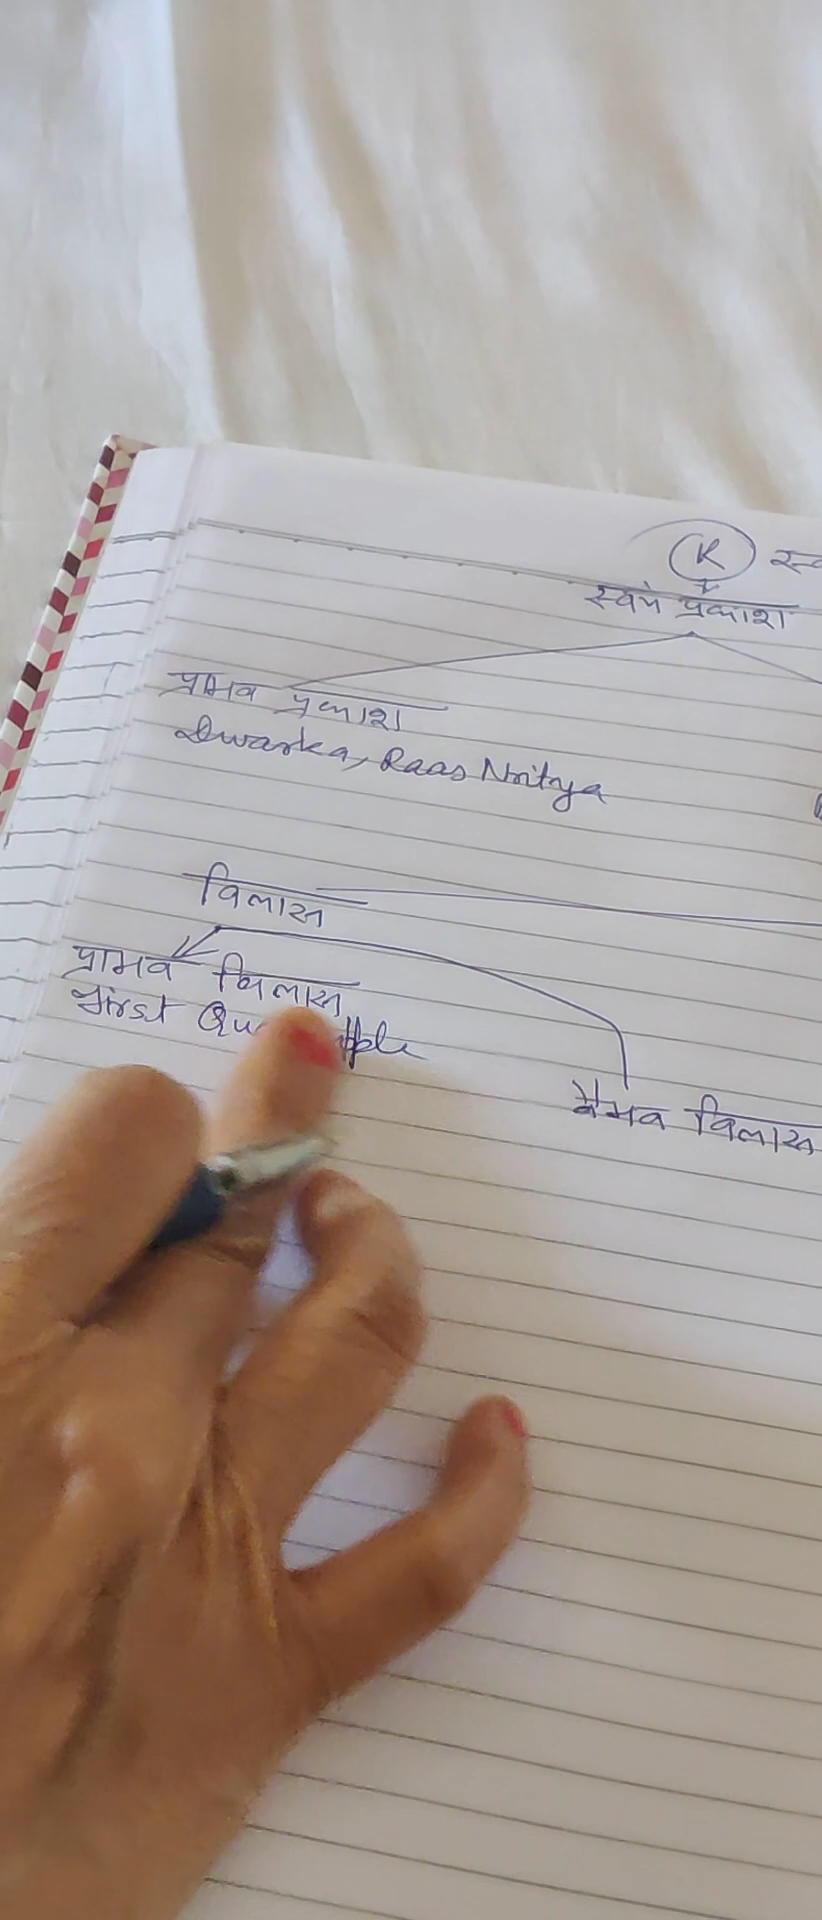 K
स्वयं प्रकाश
प्राभव प्रकाश
Dwarka, Raas Nritya
विलास
प्राभव विलास
first
वैभव विलास